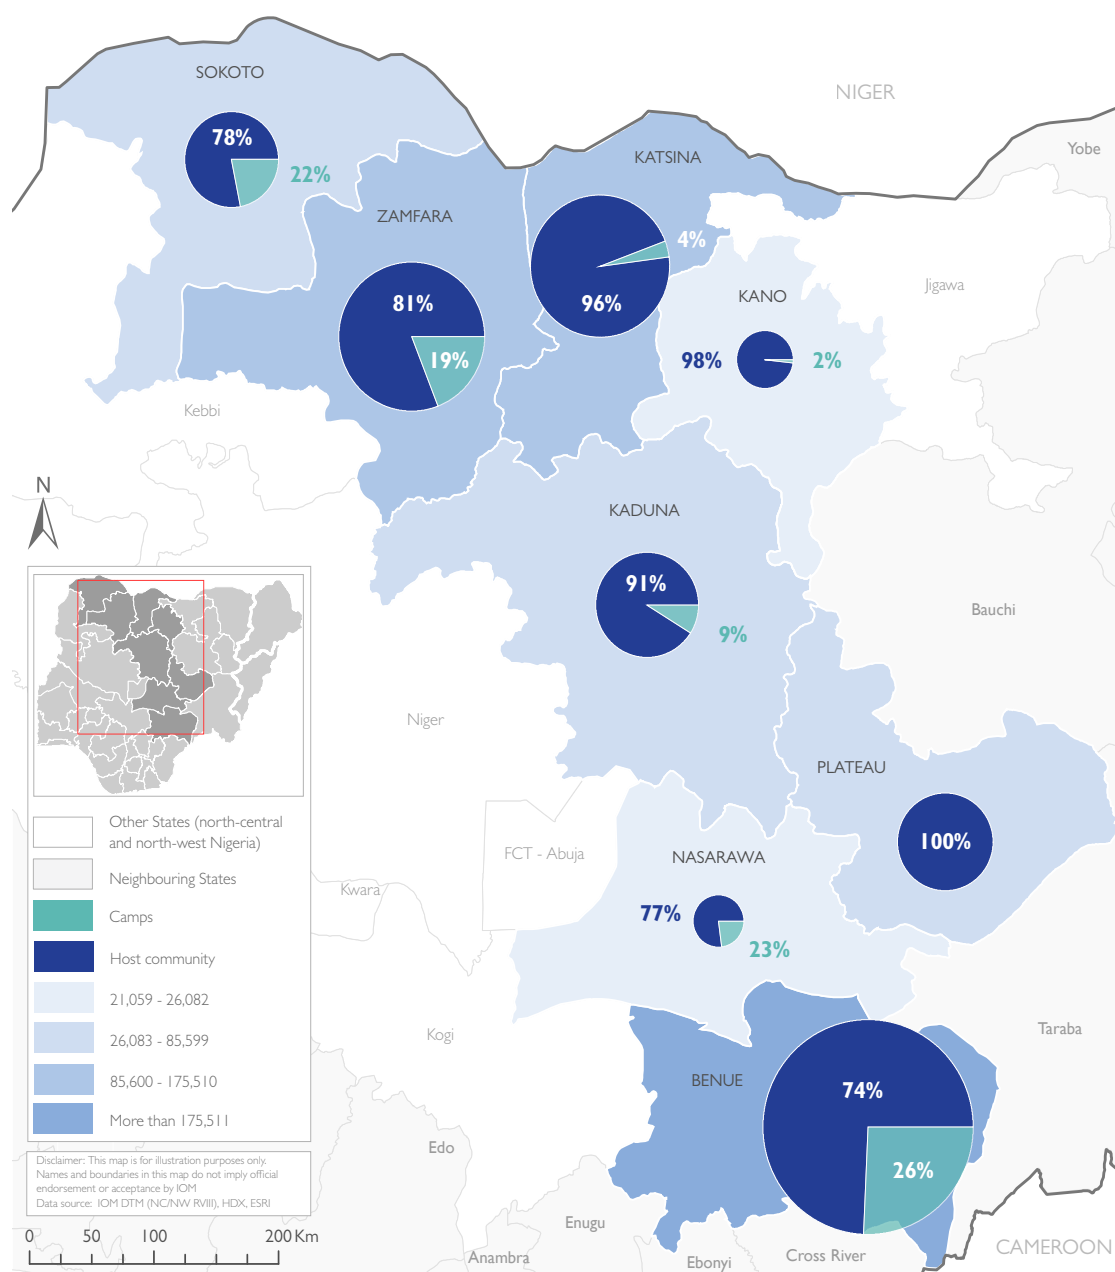 NIGER
SOKOTO
78%
22%
KATSINA
Yobe
ZAMFARA
4%
96%
81%
19%
KANO
98%
2%
Jigawa
Kebbi
N
KADUNA
91%
9%
Bauchi
Niger
PLATEAU
100%
FCT - Abuja
NASARAWA
77%
23%
Kwara
Kogi
Taraba
BENUE
74%
26%
Edo
Enugu
Anambra
Ebonyi
Cross River
CAMEROON
Other States (north-central
and north-west Nigeria)
Neighbouring States
Camps
Host community
21,059 - 26,082
26,083 - 85,599
85,600 - 175,510
More than 175,511
Disclaimer: This map is for illustration purposes only.
Names and boundaries in this map do not imply official
endorsement or acceptance by IOM
Data source: IOM DTM (NC/NW RVIII), HDX, ESRI
0 50 100 200 Km